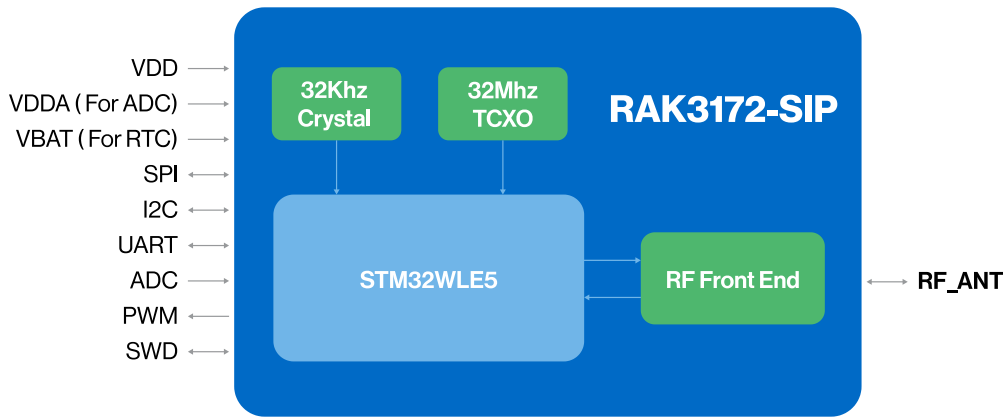 VDD
VDDA ( For ADC)
VBAT ( For RTC)
SPI
I2C
UART
ADC
PWM
SWD
32Khz
Crystal
32Mhz
TCXO
RAK3172-SIP
STM32WLE5
RF Front End
RF_ANT